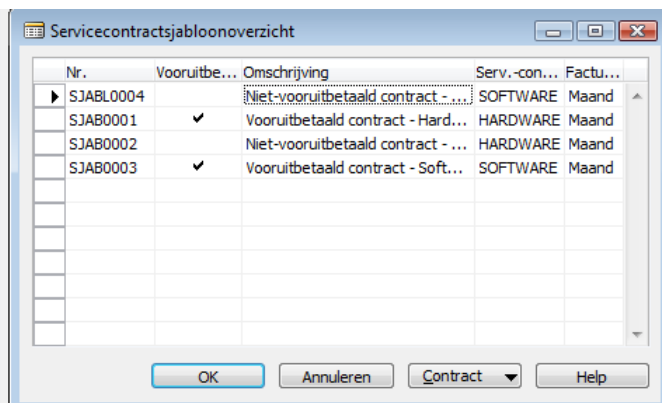 Servicecontractsjabloonoverzicht
Nr. Vooruitbe... Omschrijving Serv.-con... Factu...
SJABL0004 Niet-vooruitbetaald contract - ... SOFTWARE Maand
SJAB0001 ✔ Vooruitbetaald contract - Hard... HARDWARE Maand
SJAB0002 Niet-vooruitbetaald contract - ... HARDWARE Maand
SJAB0003 ✔ Vooruitbetaald contract - Soft... SOFTWARE Maand
OK Annuleren Contract Help